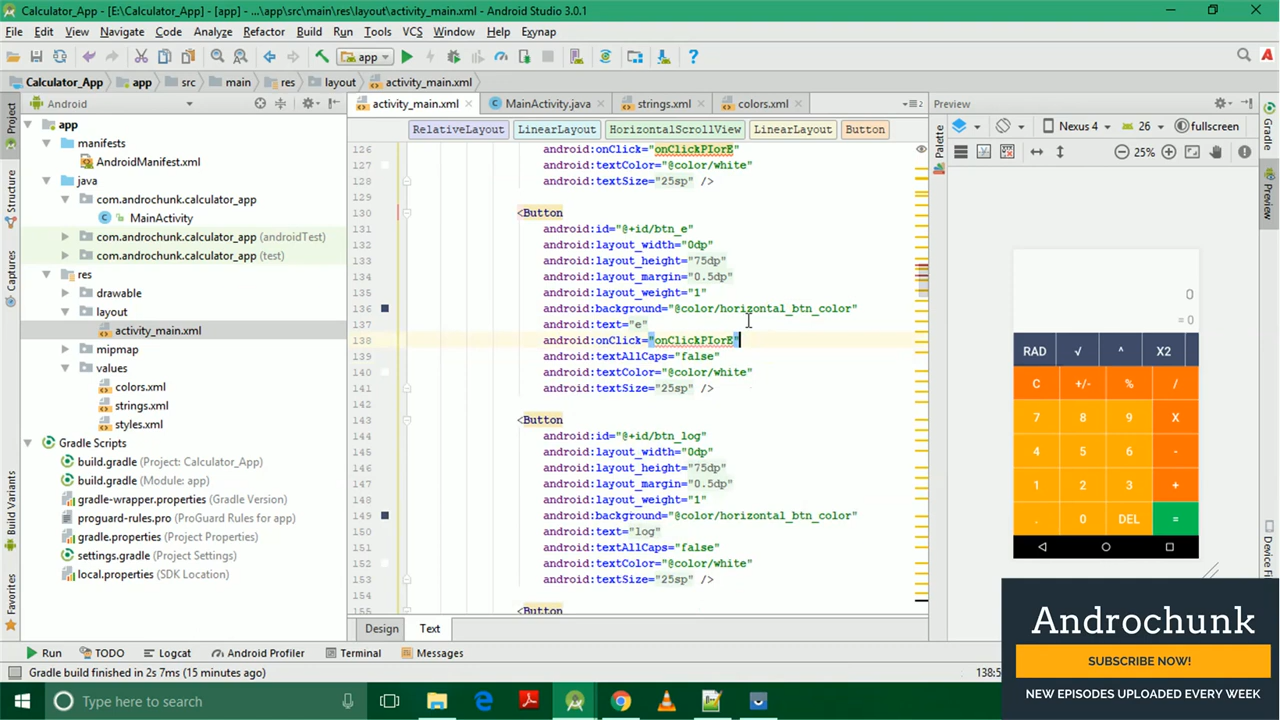 Calculator_App - [E:\Calculator_App] - [app] - ...\app\src\main\res\layout\activity_main.xml - Android Studio 3.0.1
File Edit View Navigate Code Analyze Refactor Build Run Tools VCS Window Help Exynap
app
Calculator_App app src main res layout activity_main.xml
Android
activity_main.xml MainActivity.java strings.xml colors.xml
Preview
RelativeLayout LinearLayout HorizontalScrollView LinearLayout Button
Nexus 4 26 fullscreen
25%
Project
Structure
Captures
Build Variants
Favorites
app
manifests
AndroidManifest.xml
java
com.androchunk.calculator_app
MainActivity
com.androchunk.calculator_app (androidTest)
com.androchunk.calculator_app (test)
res
drawable
layout
activity_main.xml
mipmap
values
colors.xml
strings.xml
styles.xml
Gradle Scripts
build.gradle (Project: Calculator_App)
build.gradle (Module: app)
gradle-wrapper.properties (Gradle Version)
proguard-rules.pro (ProGuard Rules for app)
gradle.properties (Project Properties)
settings.gradle (Project Settings)
local.properties (SDK Location)
126 android:onClick="onClickPIorE"
127 android:textColor="@color/white"
128 android:textSize="25sp" />
129
130 <Button
131 android:id="@+id/btn_e"
132 android:layout_width="0dp"
133 android:layout_height="75dp"
134 android:layout_margin="0.5dp"
135 android:layout_weight="1"
136 android:background="@color/horizontal_btn_color"
137 android:text="e"
138 android:onClick="onClickPIorE"
139 android:textAllCaps="false"
140 android:textColor="@color/white"
141 android:textSize="25sp" />
142
143 <Button
144 android:id="@+id/btn_log"
145 android:layout_width="0dp"
146 android:layout_height="75dp"
147 android:layout_margin="0.5dp"
148 android:layout_weight="1"
149 android:background="@color/horizontal_btn_color"
150 android:text="log"
151 android:textAllCaps="false"
152 android:textColor="@color/white"
153 android:textSize="25sp" />
154
155 <Button
Design Text
Palette
Gradle
Preview
Device Fi
0
= 0
RAD √ ^ X2
C +/- % /
7 8 9 X
4 5 6 -
1 2 3 +
. 0 DEL =
Run TODO Logcat Android Profiler Terminal Messages
Gradle build finished in 2s 7ms (15 minutes ago)
138:5
Androchunk
SUBSCRIBE NOW!
NEW EPISODES UPLOADED EVERY WEEK
Type here to search